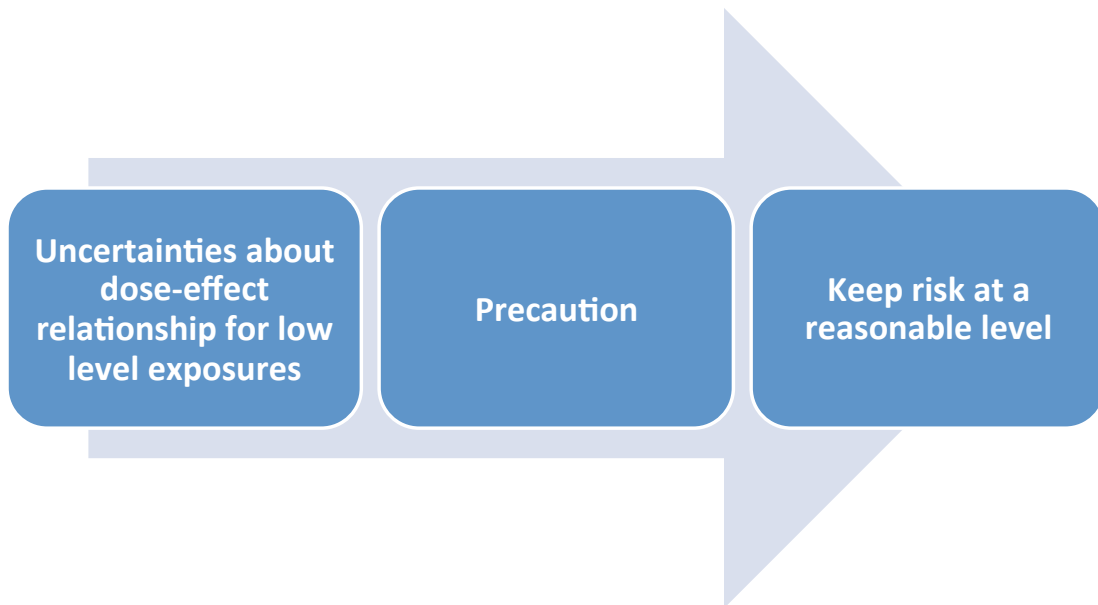 Uncertainties about
dose-effect
relationship for low
level exposures
Precaution
Keep risk at a
reasonable level